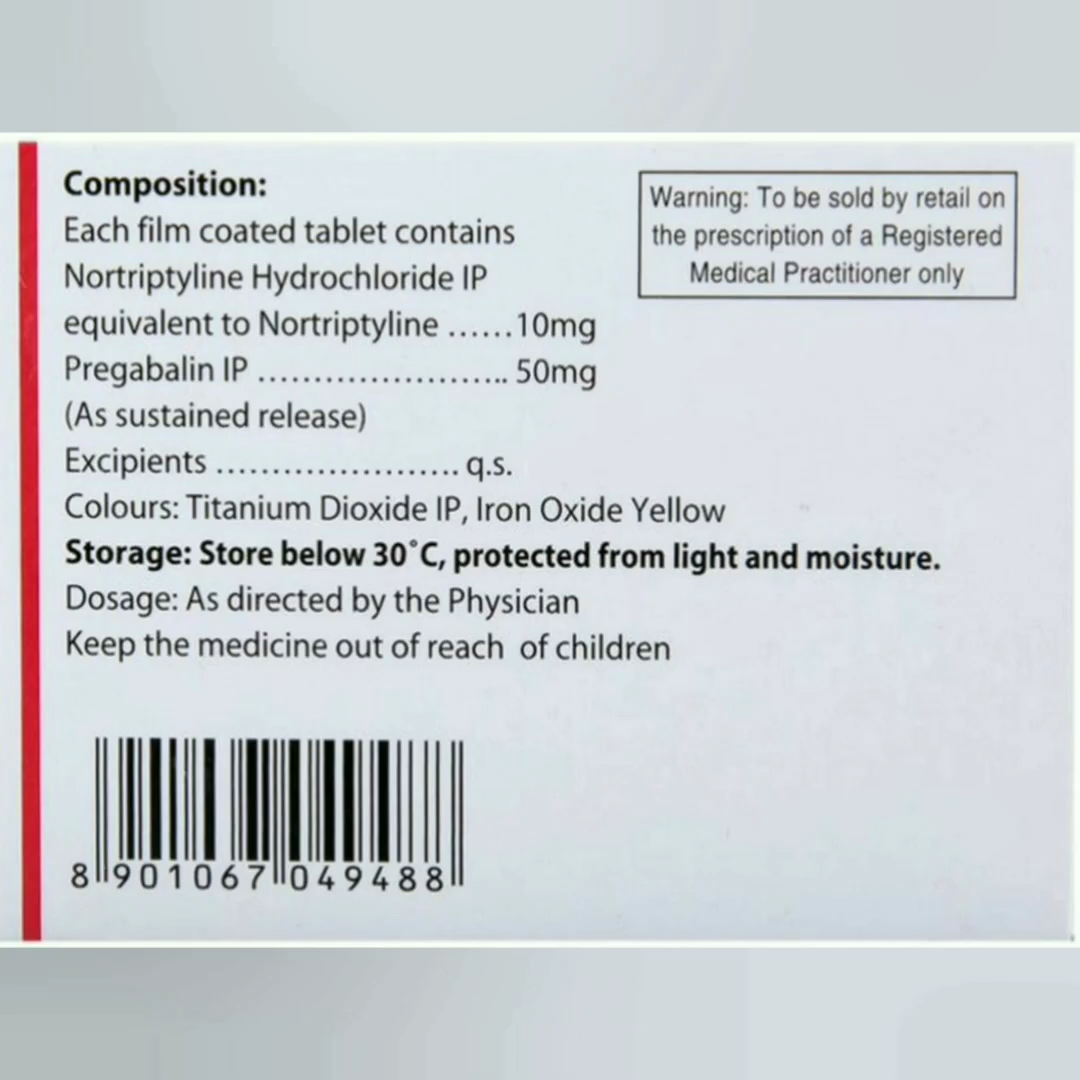 Composition:
Each film coated tablet contains
Nortriptyline Hydrochloride IP
equivalent to Nortriptyline ......10mg
Pregabalin IP ........................ 50mg
(As sustained release)
Excipients ...................... q.s.
Colours: Titanium Dioxide IP, Iron Oxide Yellow
Storage: Store below 30˚C, protected from light and moisture.
Dosage: As directed by the Physician
Keep the medicine out of reach of children
Warning: To be sold by retail on
the prescription of a Registered
Medical Practitioner only
8 901067 049488